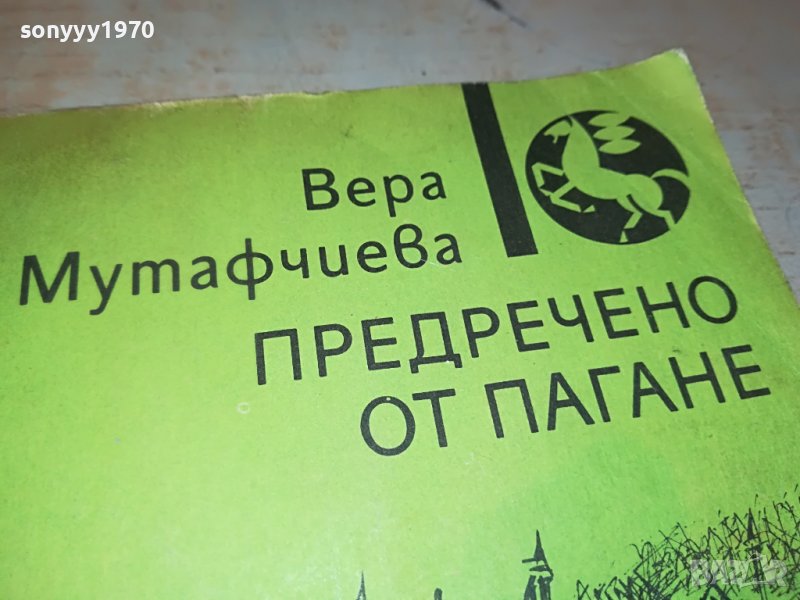 sonyyy1970
Вера
Мутафчиева
ПРЕДРЕЧЕНО
ОТ ПАГАНЕ